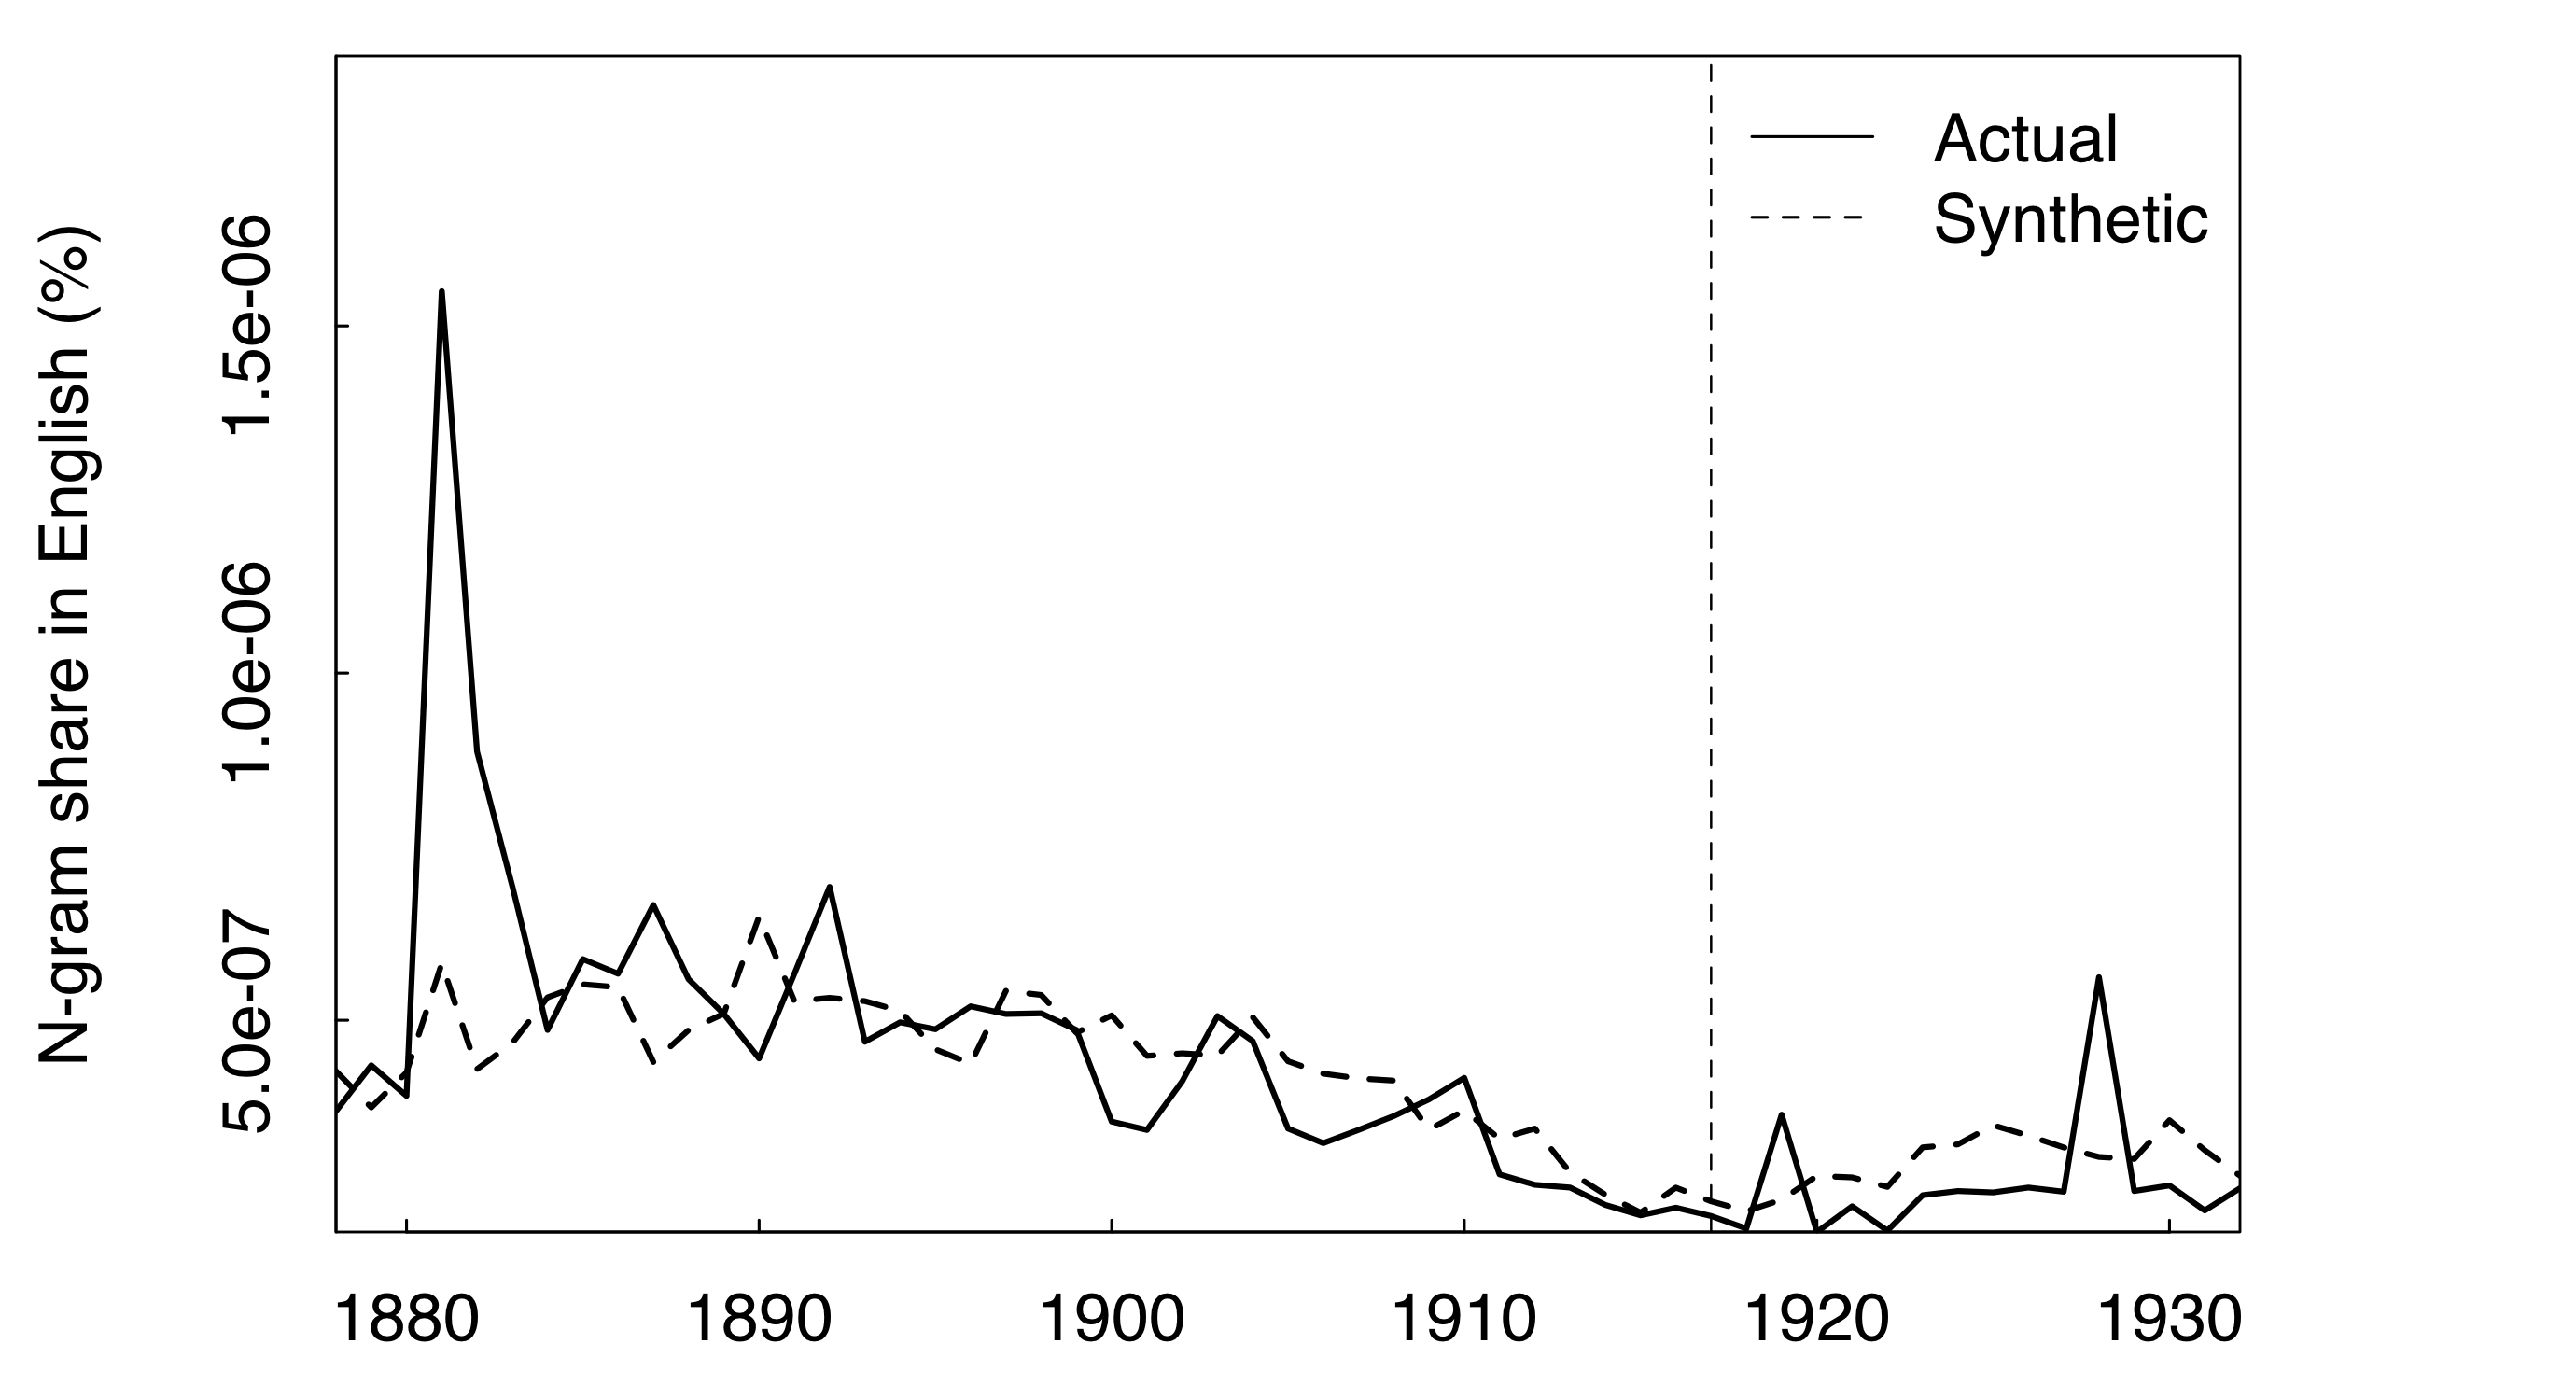 N-gram share in English (%)
1.5e-06
1.0e-06
5.0e-07
Actual
Synthetic
1880 1890 1900 1910 1920 1930